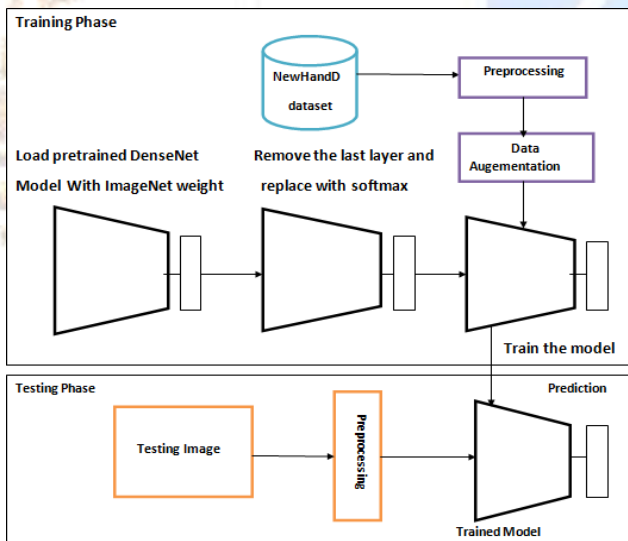 Training Phase
NewHandD
dataset
Preprocessing
Data
Augementation
Load pretrained DenseNet
Model With ImageNet weight
Remove the last layer and
replace with softmax
Train the model
Testing Phase
Prediction
Testing Image
Preprocessing
Trained Model